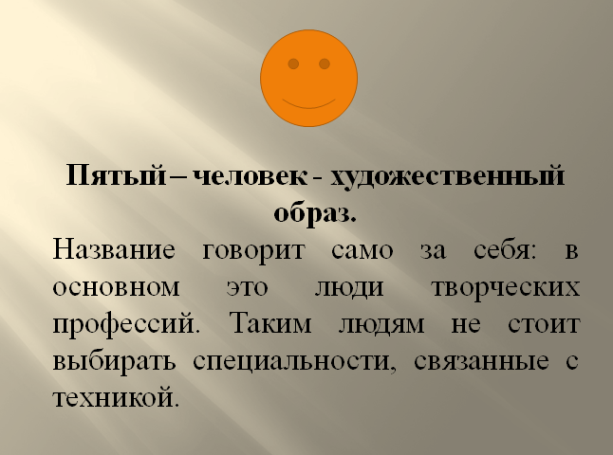 Пятый – человек - художественный
образ.
Название говорит само за себя: в
основном это люди творческих
профессий. Таким людям не стоит
выбирать специальности, связанные с
техникой.